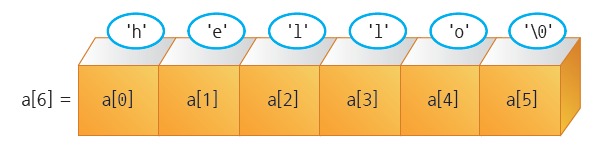 'h' 'e' 'l' 'l' 'o' '\0'
a[6] = a[0] a[1] a[2] a[3] a[4] a[5]